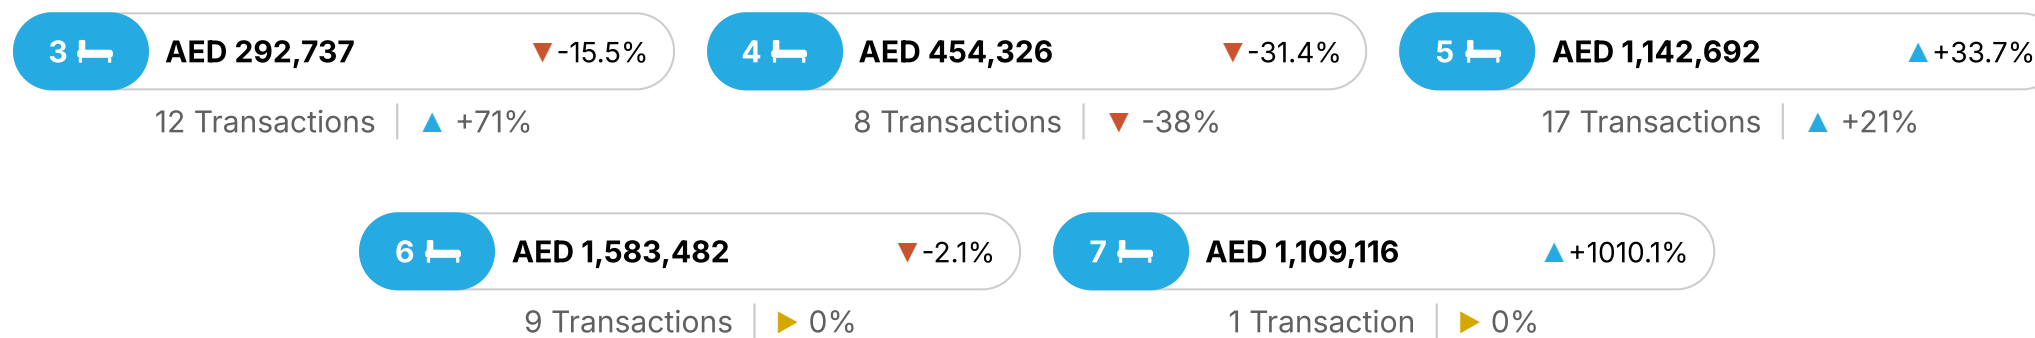 3 AED 292,737 ▼-15.5%
12 Transactions | ▲ +71%
4 AED 454,326 ▼-31.4%
8 Transactions | ▼ -38%
5 AED 1,142,692 ▲+33.7%
17 Transactions | ▲ +21%
6 AED 1,583,482 ▼-2.1%
9 Transactions | ▶ 0%
7 AED 1,109,116 ▲+1010.1%
1 Transaction | ▶ 0%